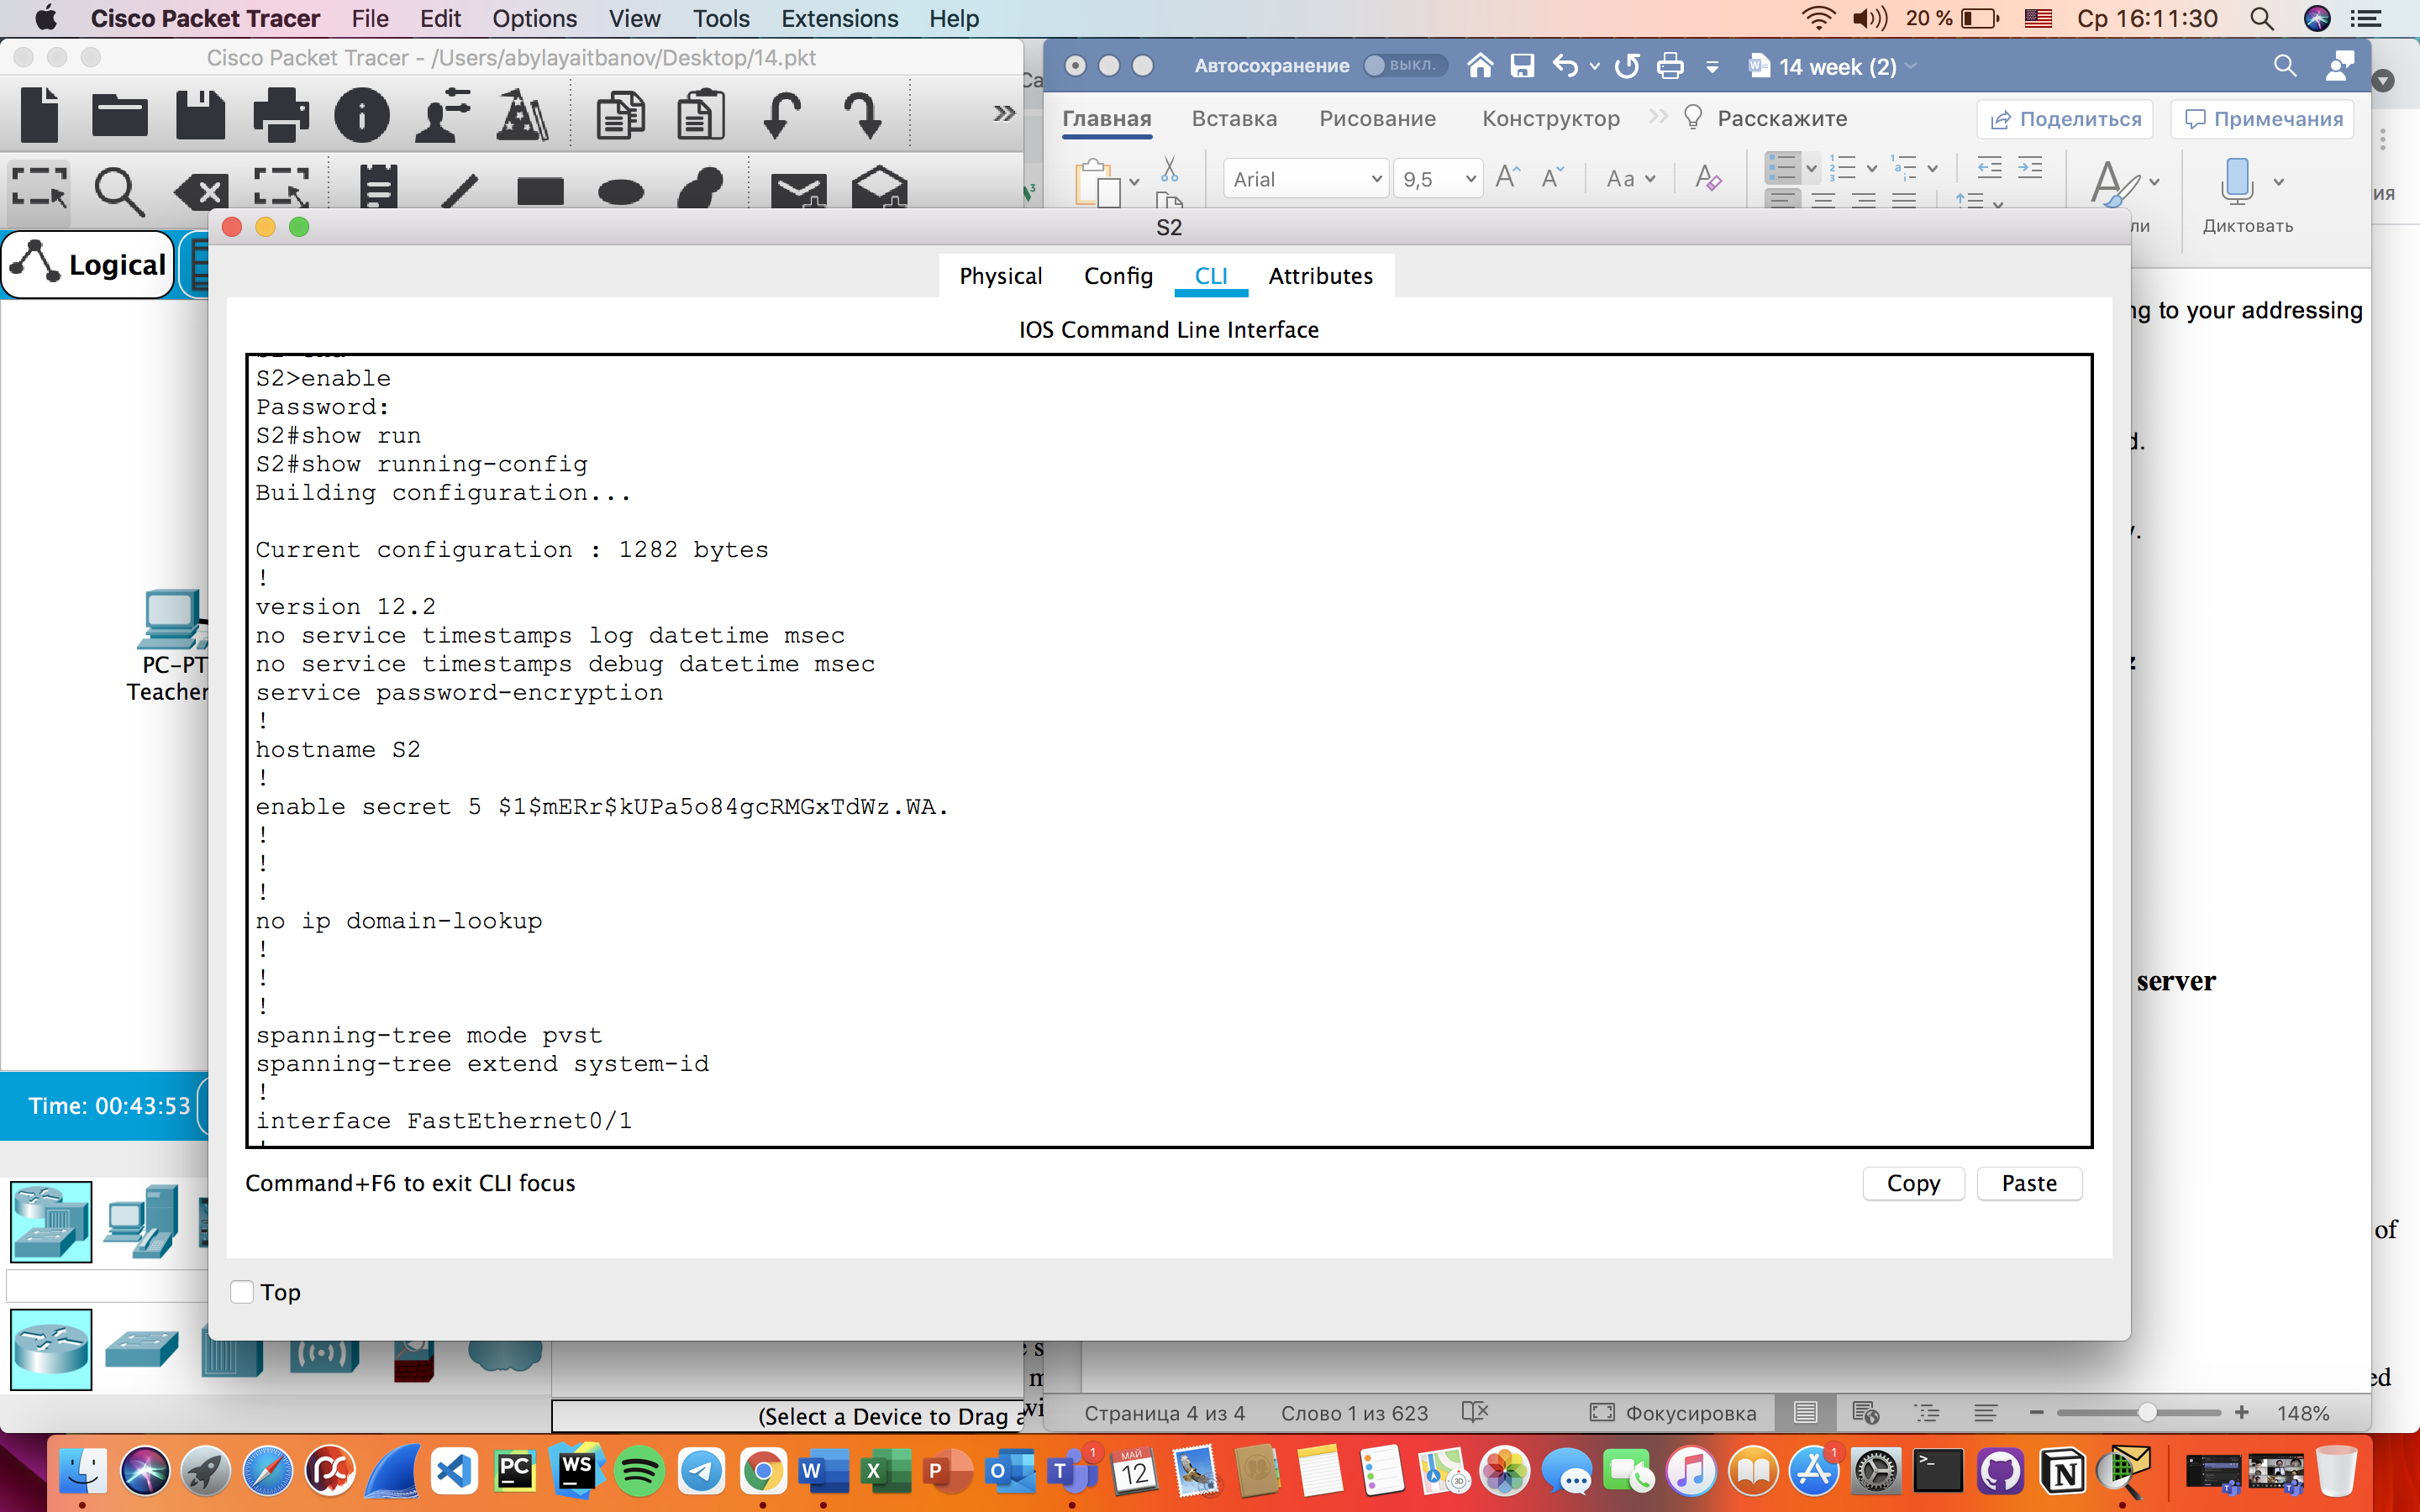 Cisco Packet Tracer File Edit Options View Tools Extensions Help 20 % Ср 16:11:30
Cisco Packet Tracer - /Users/abylayaitbanov/Desktop/14.pkt
Автосохранение ВЫКЛ. 14 week (2)
Главная Вставка Рисование Конструктор Расскажите Поделиться Примечания
Arial 9,5 Aa
Диктовать
S2
Logical
Physical Config CLI Attributes
IOS Command Line Interface
ng to your addressing
S2>enable
Password:
S2#show run
S2#show running-config
Building configuration...
Current configuration : 1282 bytes
!
version 12.2
no service timestamps log datetime msec
no service timestamps debug datetime msec
service password-encryption
!
hostname S2
!
enable secret 5 $1$mERr$kUPa5o84gcRMGxTdWz.WA.
!
!
!
no ip domain-lookup
!
!
!
spanning-tree mode pvst
spanning-tree extend system-id
!
interface FastEthernet0/1
PC-PT
Teacher
server
Time: 00:43:53
Command+F6 to exit CLI focus
Copy Paste
of
Top
(Select a Device to Drag a
Страница 4 из 4 Слово 1 из 623 Фокусировка 148%
МАЙ
12